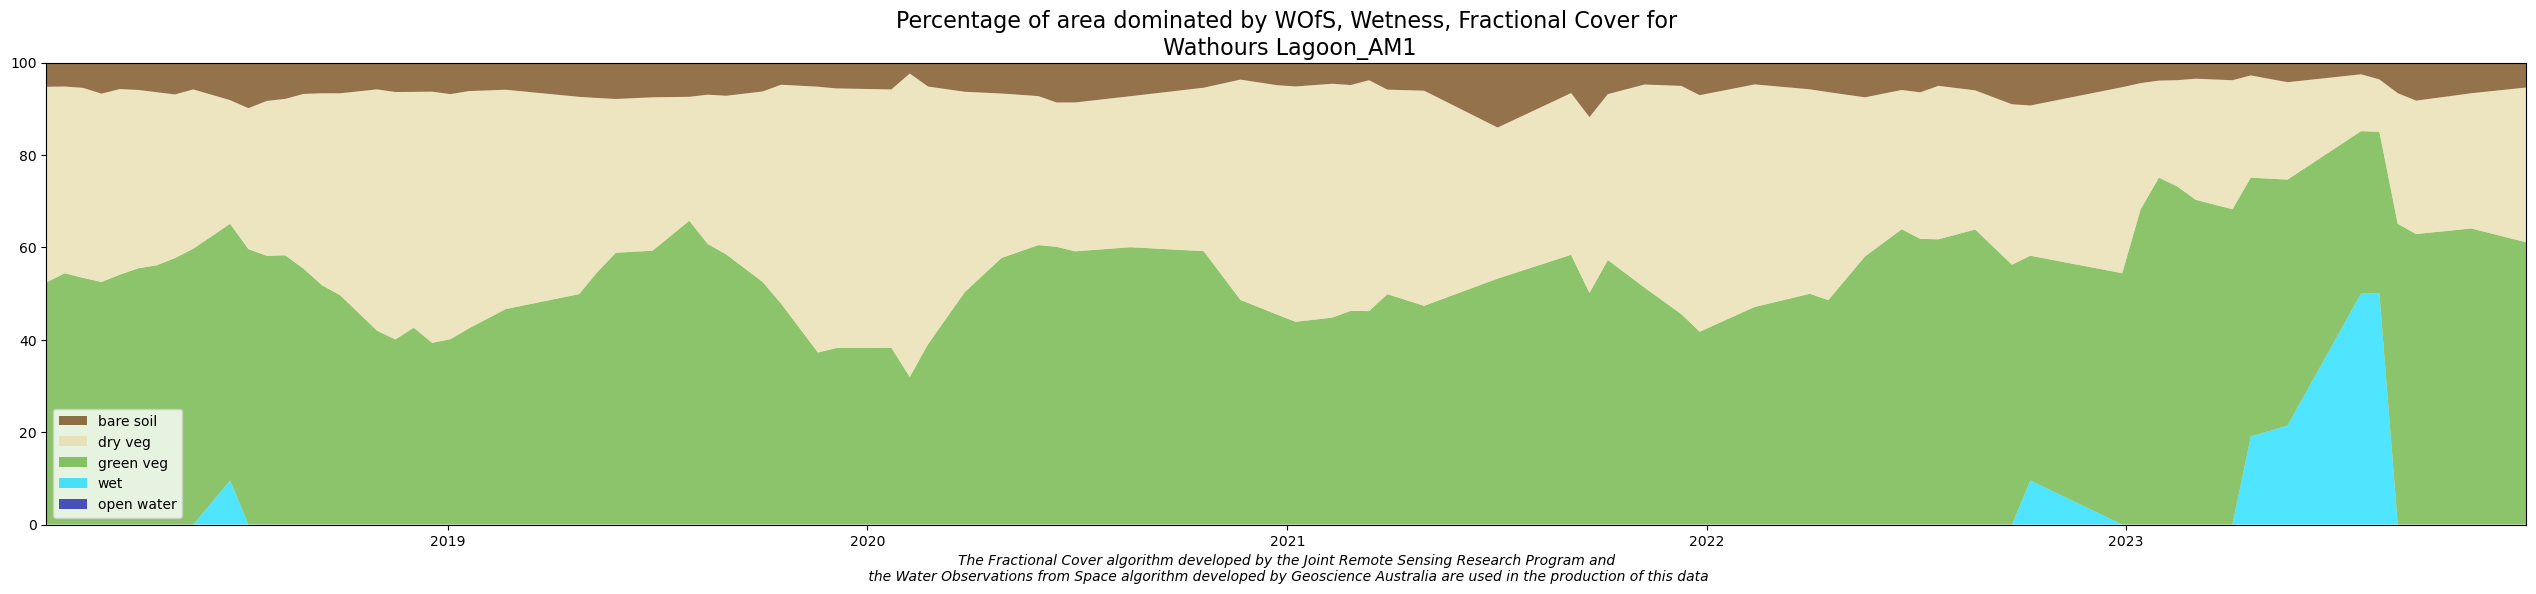 Percentage of area dominated by WOfS, Wetness, Fractional Cover for
Wathours Lagoon_AM1
100
80
60
40
20
0
bare soil
dry veg
green veg
wet
open water
2019 2020 2021 2022 2023
The Fractional Cover algorithm developed by the Joint Remote Sensing Research Program and
the Water Observations from Space algorithm developed by Geoscience Australia are used in the production of this data